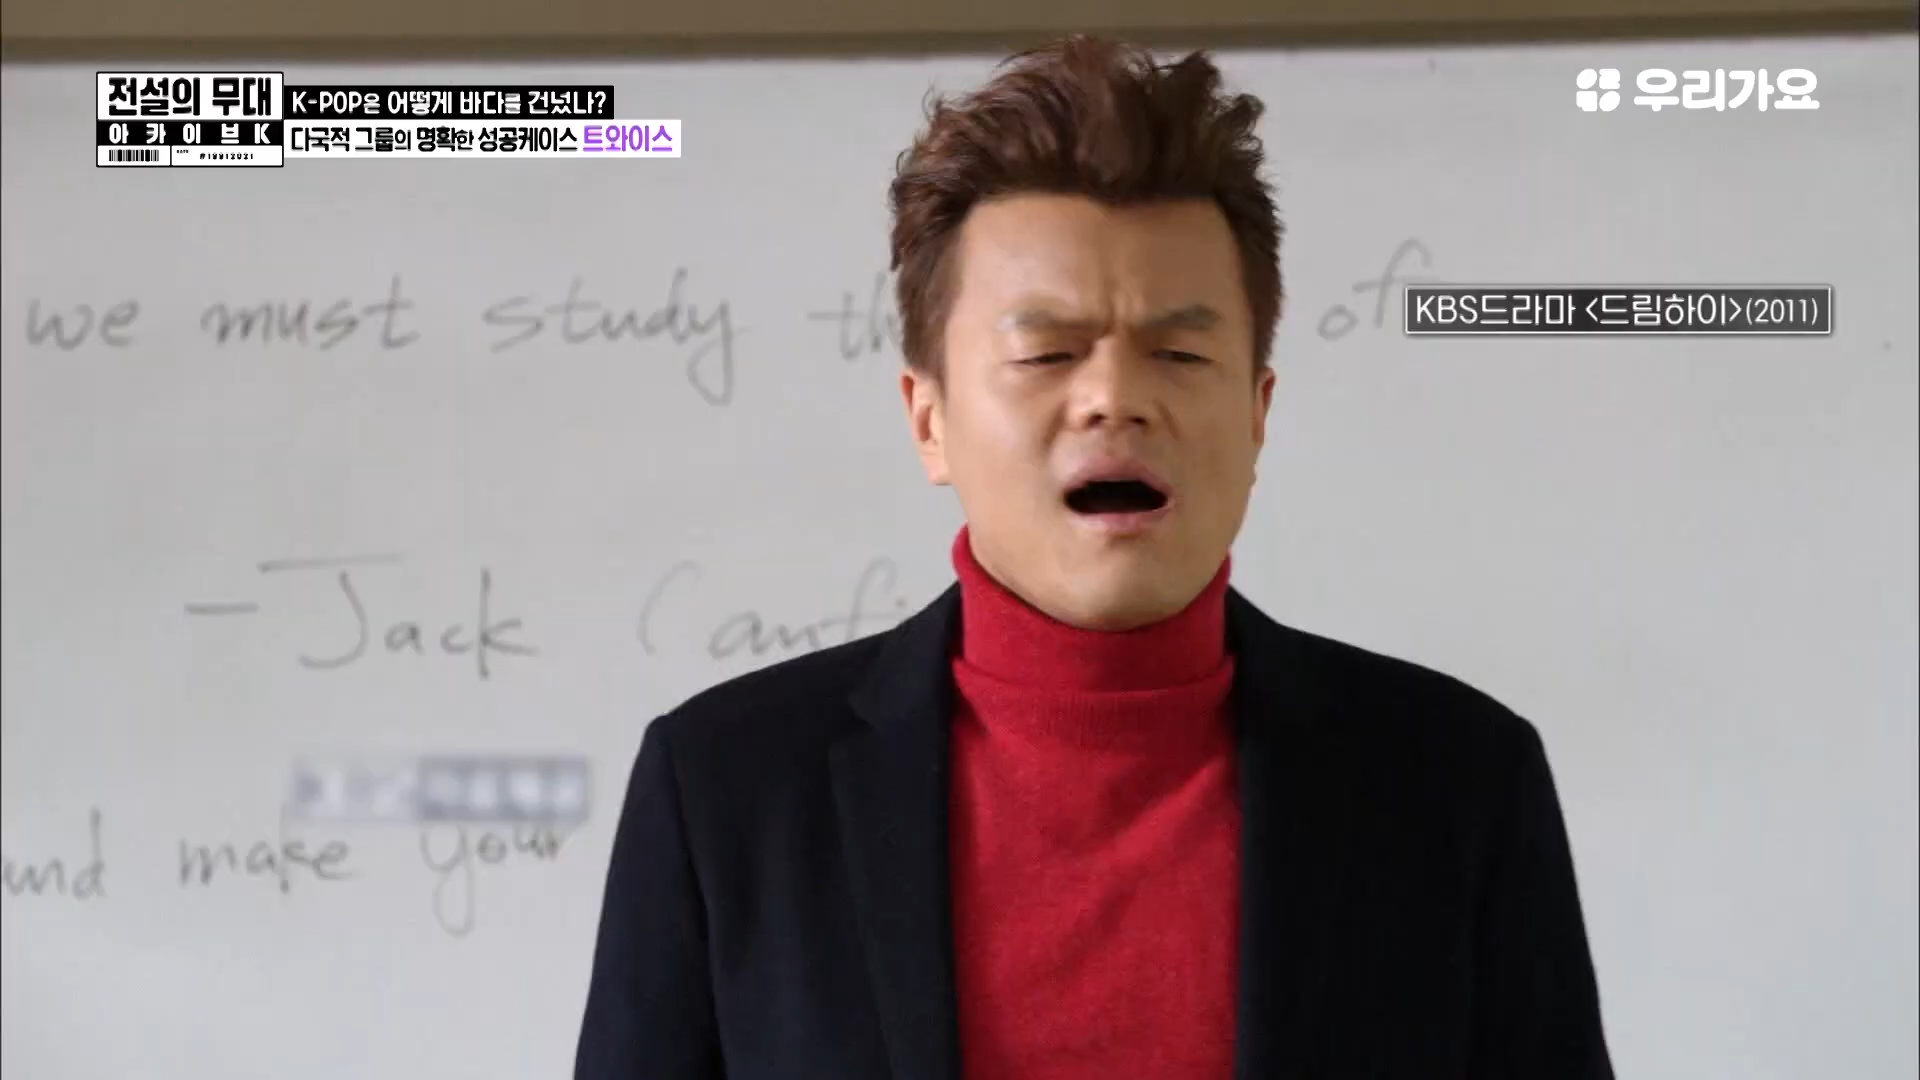 전설의 무대
아카이브K
#19912021
K-POP은 어떻게 바다를 건넜나?
다국적 그룹의 명확한 성공케이스 트와이스
우리가요
KBS드라마 <드림하이>(2011)
we must study of
- Jack
und make your